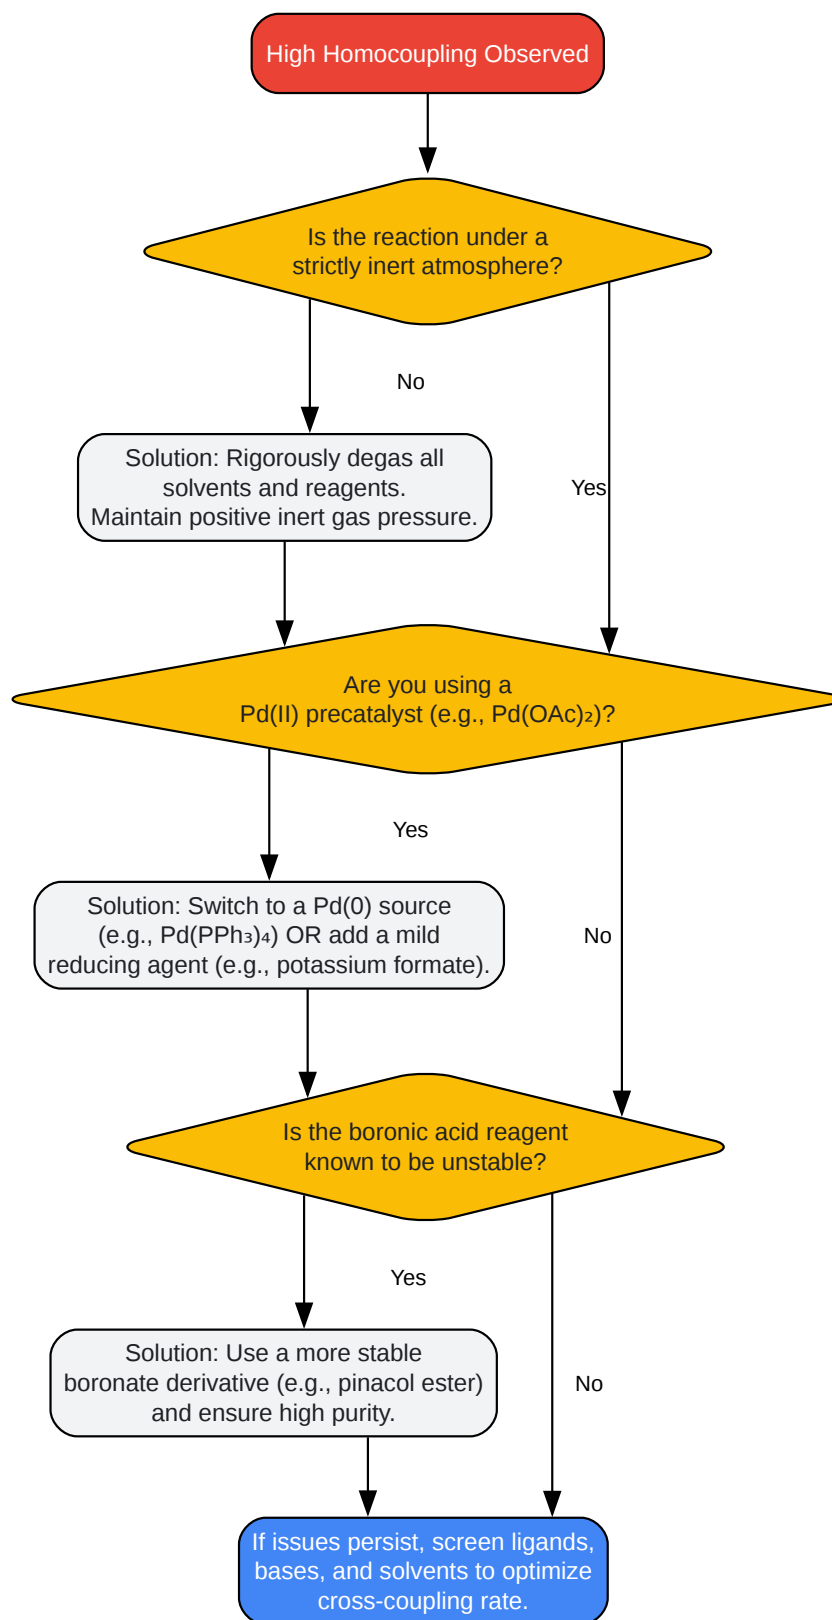 High Homocoupling Observed
Is the reaction under a
strictly inert atmosphere?
No
Solution: Rigorously degas all
solvents and reagents.
Maintain positive inert gas pressure.
Yes
Are you using a
Pd(II) precatalyst (e.g., Pd(OAc)₂)?
Yes
Solution: Switch to a Pd(0) source
(e.g., Pd(PPh₃)₄) OR add a mild
reducing agent (e.g., potassium formate).
No
Is the boronic acid reagent
known to be unstable?
Yes
Solution: Use a more stable
boronate derivative (e.g., pinacol ester)
and ensure high purity.
No
If issues persist, screen ligands,
bases, and solvents to optimize
cross-coupling rate.